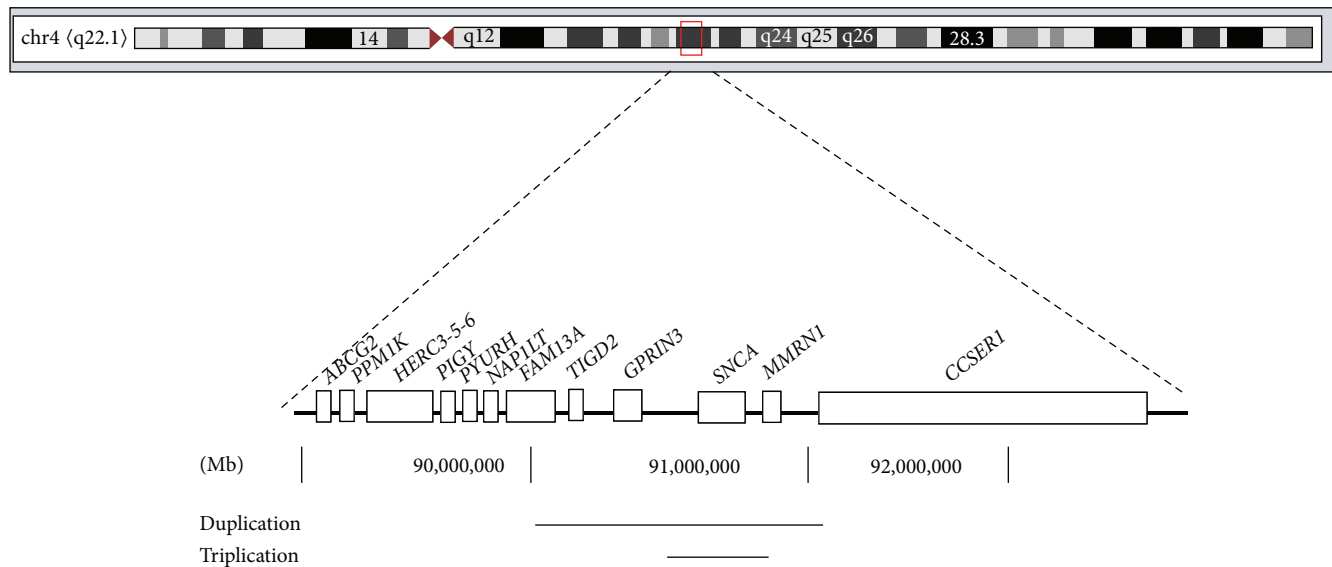 chr4 ⟨q22.1⟩ 14 q12 q24 q25 q26 28.3
ABCG2 PPM1K HERC3-5-6 PIGY PYURH NAP1LT FAM13A TIGD2 GPRIN3 SNCA MMRN1 CCSER1
(Mb) 90,000,000 91,000,000 92,000,000
Duplication
Triplication